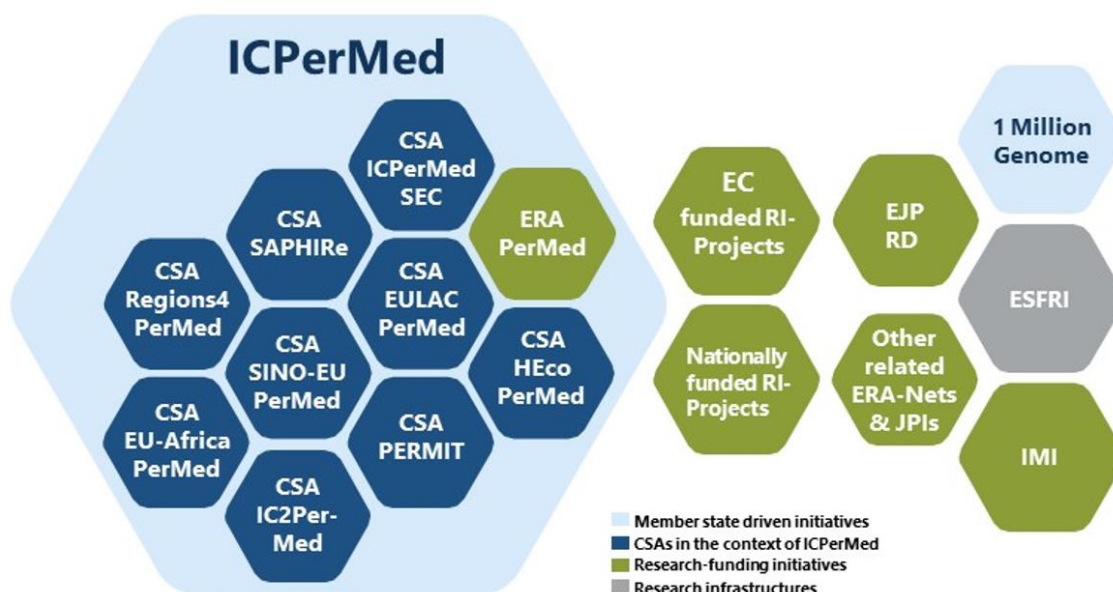 ICPerMed
CSA
ICPerMed
SEC
CSA
SAPHIRe
ERA
PerMed
CSA
Regions4
PerMed
CSA
EULAC
PerMed
CSA
SINO-EU
PerMed
CSA
HEco
PerMed
CSA
EU-Africa
PerMed
CSA
PERMIT
CSA
IC2Per-
Med
EC
funded RI-
Projects
Nationally
funded RI-
Projects
EJP
RD
Other
related
ERA-Nets
& JPIs
1 Million
Genome
ESFRI
IMI
Member state driven initiatives
CSAs in the context of ICPerMed
Research-funding initiatives
Research infrastructures